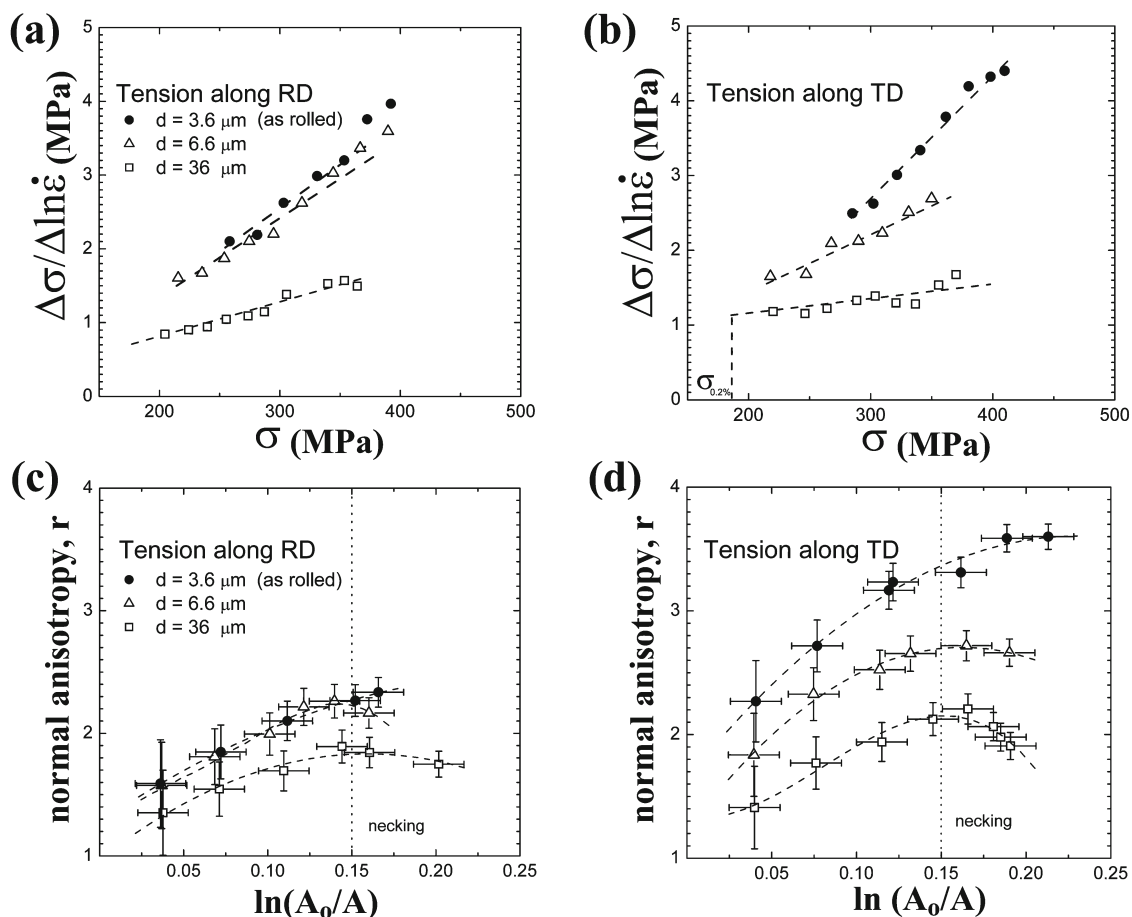 (a)
5
4
3
2
1
0
Δσ/Δlnε̇ (MPa)
Tension along RD
d = 3.6 μm (as rolled)
d = 6.6 μm
d = 36 μm
200 300 400 500
σ (MPa)
(b)
5
4
3
2
1
0
Δσ/Δlnε̇ (MPa)
Tension along TD
σ0.2%
200 300 400 500
σ (MPa)
(c)
4
3
2
1
normal anisotropy, r
Tension along RD
d = 3.6 μm (as rolled)
d = 6.6 μm
d = 36 μm
necking
0.05 0.10 0.15 0.20 0.25
ln(A₀/A)
(d)
4
3
2
1
normal anisotropy, r
Tension along TD
necking
0.05 0.10 0.15 0.20 0.25
ln (A₀/A)